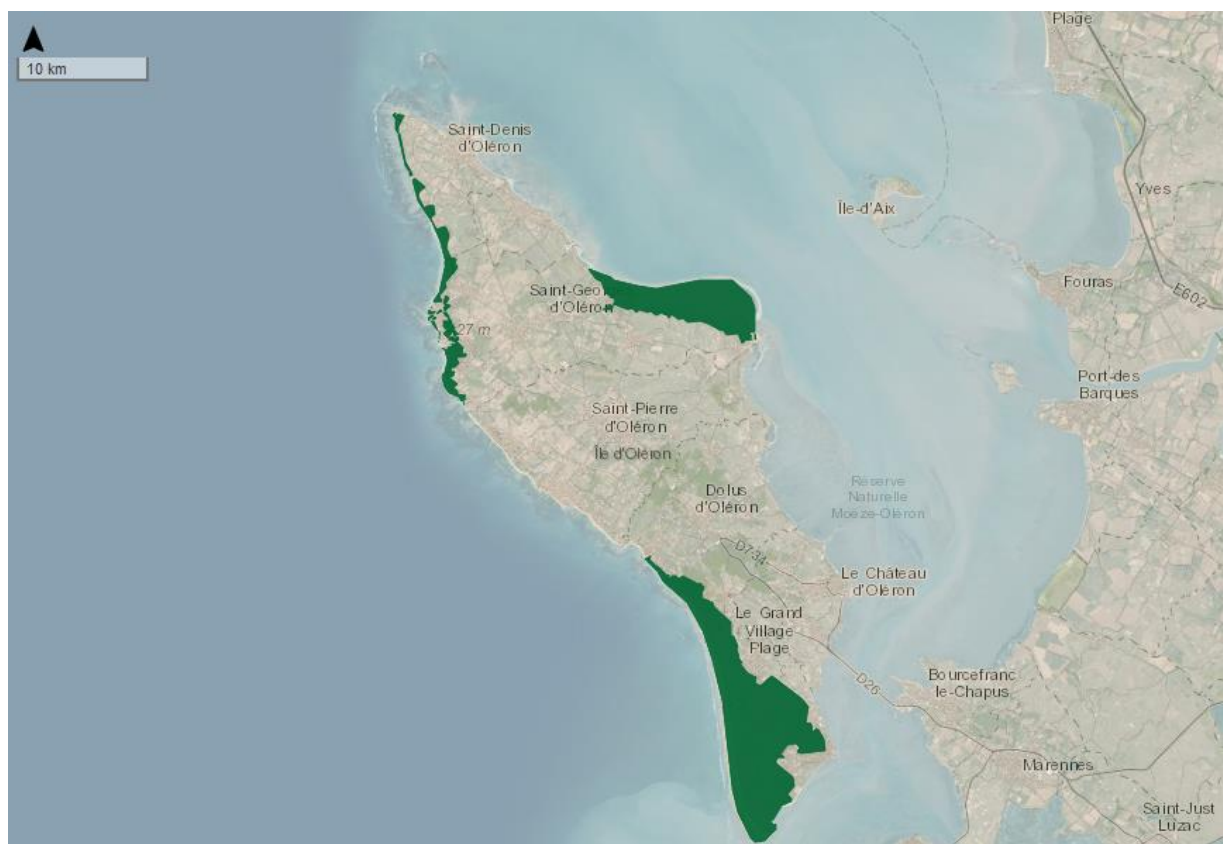 Plage
10 km
Saint-Denis
d'Oléron
Yves
Île-d'Aix
Fouras
E602
Saint-Geor
d'Oléron
27 m
Port-des
Barques
Saint-Pierre
d'Oléron
Île d'Oléron
Réserve
Naturelle
Moëze-Oléron
Dolus
d'Oléron
D734
Le Château
d'Oléron
Le Grand
Village
Plage
D26
Bourcefranc
le-Chapus
Marennes
Saint-Just
Luzac